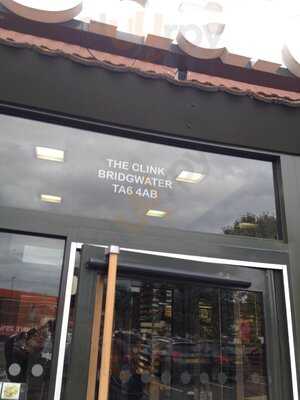 THE CLINK
BRIDGWATER
TA6 4AB